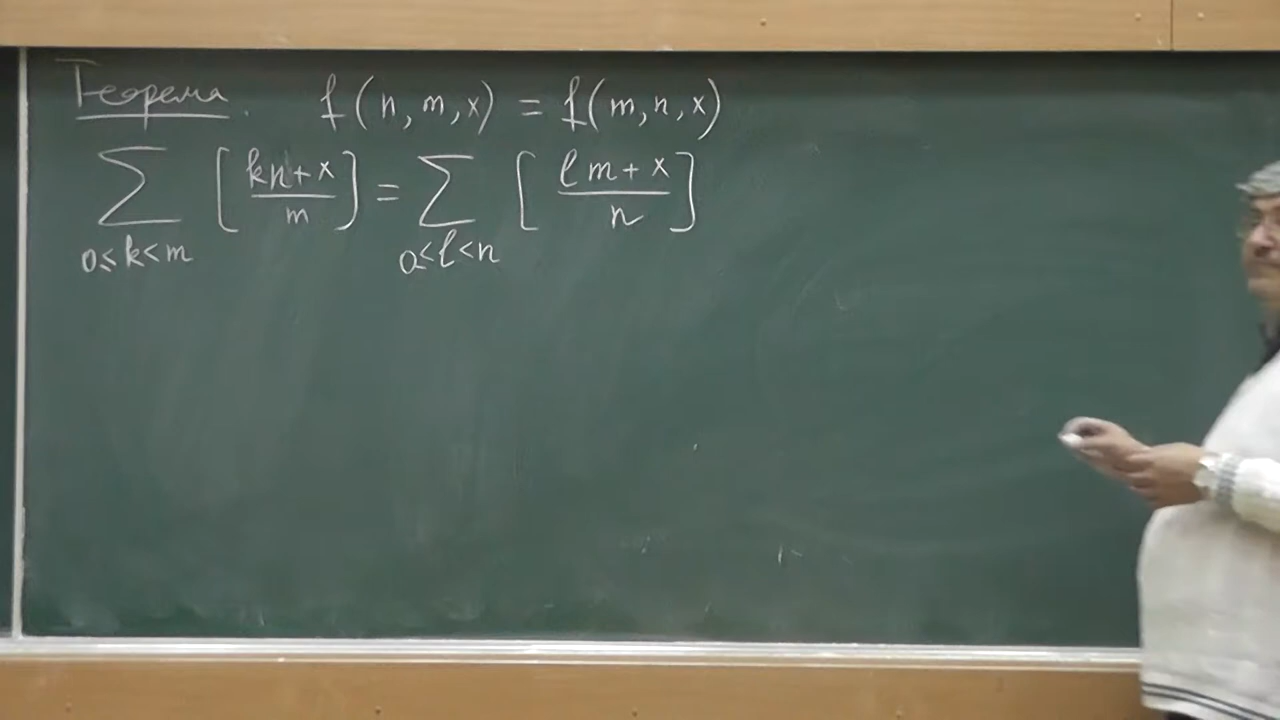 Теорема. f(n,m,x) = f(m,n,x)
∑ [kn+x / m] = ∑ [lm+x / n]
0≤k<m 0≤l<n